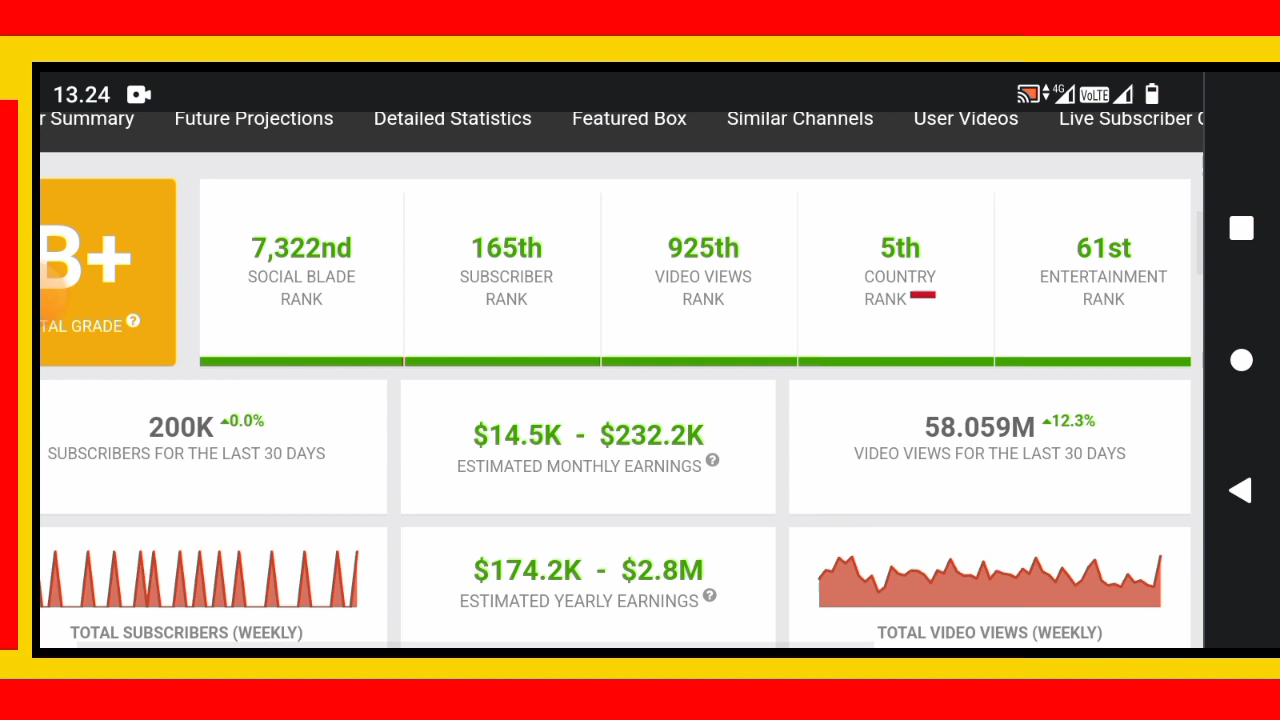 13.24 4G VoLTE
r Summary Future Projections Detailed Statistics Featured Box Similar Channels User Videos Live Subscriber
B+
TAL GRADE ?
7,322nd
SOCIAL BLADE
RANK
165th
SUBSCRIBER
RANK
925th
VIDEO VIEWS
RANK
5th
COUNTRY
RANK
61st
ENTERTAINMENT
RANK
200K 0.0%
SUBSCRIBERS FOR THE LAST 30 DAYS
$14.5K - $232.2K
ESTIMATED MONTHLY EARNINGS ?
58.059M 12.3%
VIDEO VIEWS FOR THE LAST 30 DAYS
TOTAL SUBSCRIBERS (WEEKLY)
$174.2K - $2.8M
ESTIMATED YEARLY EARNINGS ?
TOTAL VIDEO VIEWS (WEEKLY)